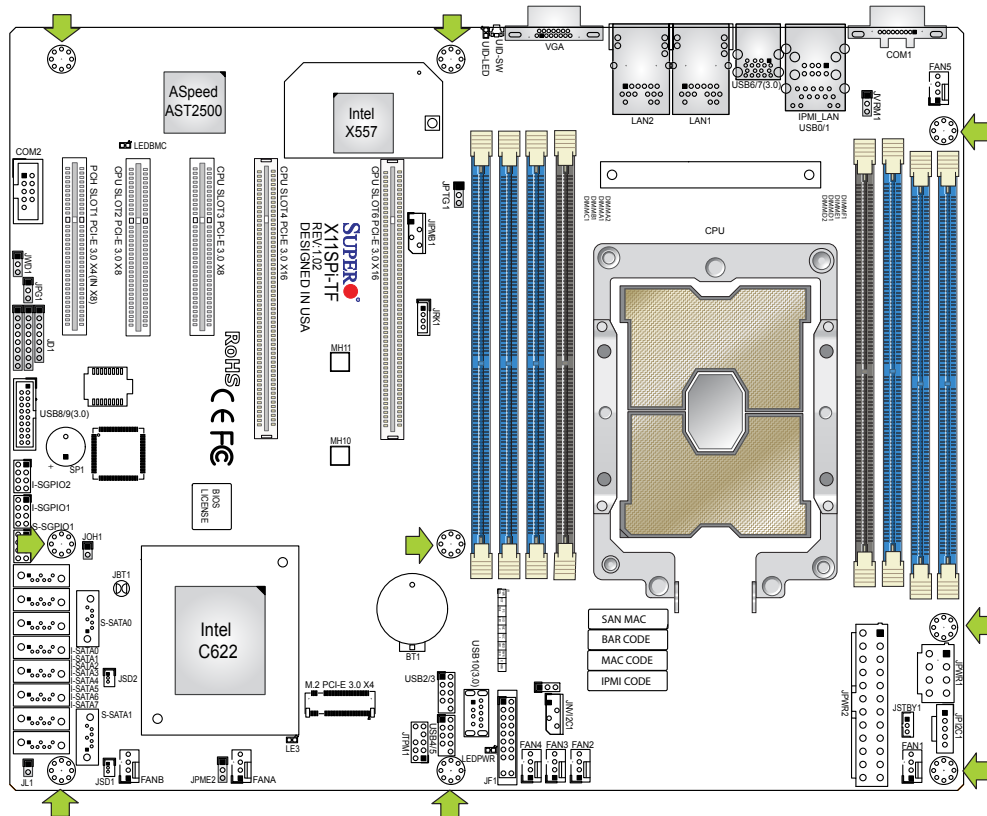 UID-LED
UID-SW
VGA
LAN2
LAN1
USB6/7(3.0)
IPMI_LAN
USB0/1
COM1
FAN5
JVRM1
ASpeed
AST2500
Intel
X557
LEDBMC
COM2
PCH SLOT1 PCI-E 3.0 X4(IN X8)
CPU SLOT2 PCI-E 3.0 X8
CPU SLOT3 PCI-E 3.0 X8
CPU SLOT4 PCI-E 3.0 X16
CPU SLOT6 PCI-E 3.0 X16
JPTG1
JIPMB1
SUPER
X11SPi-TF
REV: 1.02
DESIGNED IN USA
DIMMC1
DIMMB1
DIMMA1
DIMMA2
CPU
DIMMF1
DIMME1
DIMMD1
DIMMD2
JWD1
JPG1
JD1
JRK1
RoHS
CE FC
MH11
MH10
USB8/9(3.0)
SP1
+
I-SGPIO2
I-SGPIO1
S-SGPIO1
BIOS
LICENSE
JOH1
JBT1
S-SATA0
I-SATA0
I-SATA1
I-SATA2
I-SATA3
I-SATA4
I-SATA5
I-SATA6
I-SATA7
S-SATA1
JSD2
JSD1
JL1
Intel
C622
BT1
M.2 PCI-E 3.0 X4
LE3
FANB
JPME2
FANA
USB2/3
USB4/5
JTPM1
USB10(3.0)
LEDPWR
JF1
JNVI2C1
FAN4
FAN3
FAN2
SAN MAC
BAR CODE
MAC CODE
IPMI CODE
JPWR2
JPWR1
JSTBY1
JPI2C1
FAN1